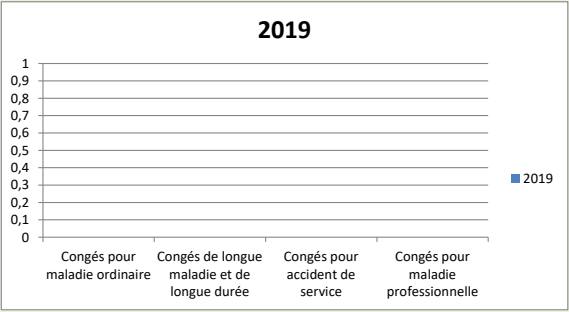 2019
1
0,9
0,8
0,7
0,6
0,5
0,4
0,3
0,2
0,1
0
2019
Congés pour
maladie ordinaire
Congés de longue
maladie et de
longue durée
Congés pour
accident de
service
Congés pour
maladie
professionnelle